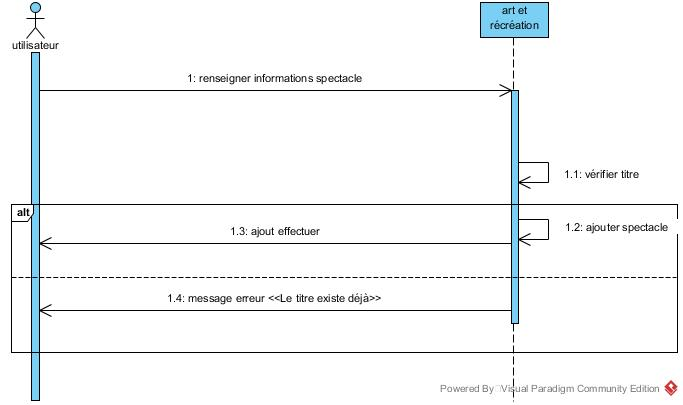 art et
récréation
utilisateur
1: renseigner informations spectacle
1.1: vérifier titre
alt
1.2: ajouter spectacle
1.3: ajout effectuer
1.4: message erreur <<Le titre existe déjà>>
Powered By Visual Paradigm Community Edition